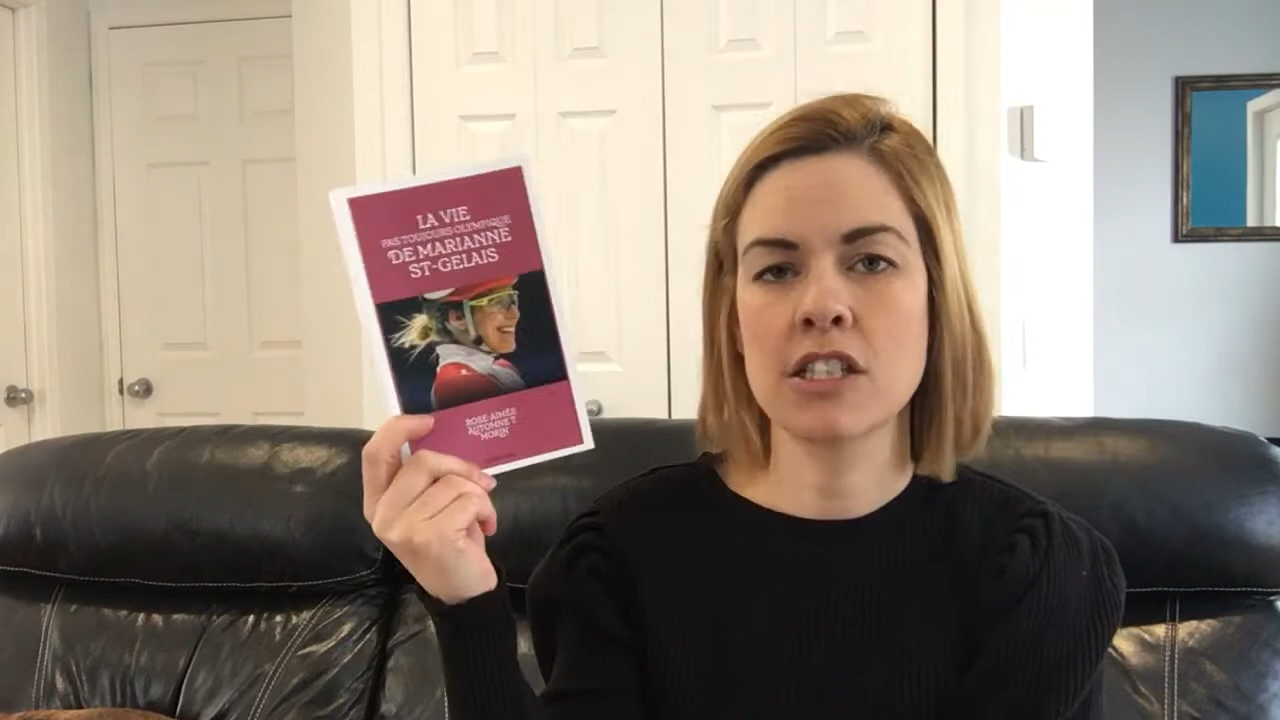 LA VIE
PAS TOUJOURS OLYMPIQUE
DE MARIANNE
ST-GELAIS
ROSE-AIMÉE
AUTOMNE T.
MORIN